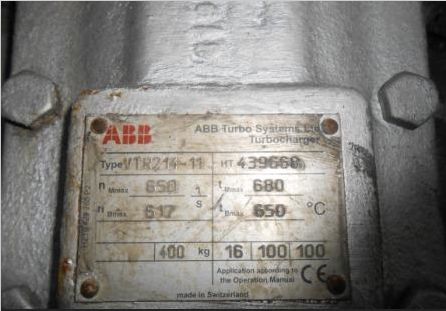 ABB
ABB Turbo Systems Ltd
Turbocharger
Type VTR214-11 HT 439668
n Mmax 650 1/s t Mmax 680 °C
n Bmax 617 t Bmax 650
400 kg 16 100 100
Application according to
the Operation Manual CE
made in Switzerland